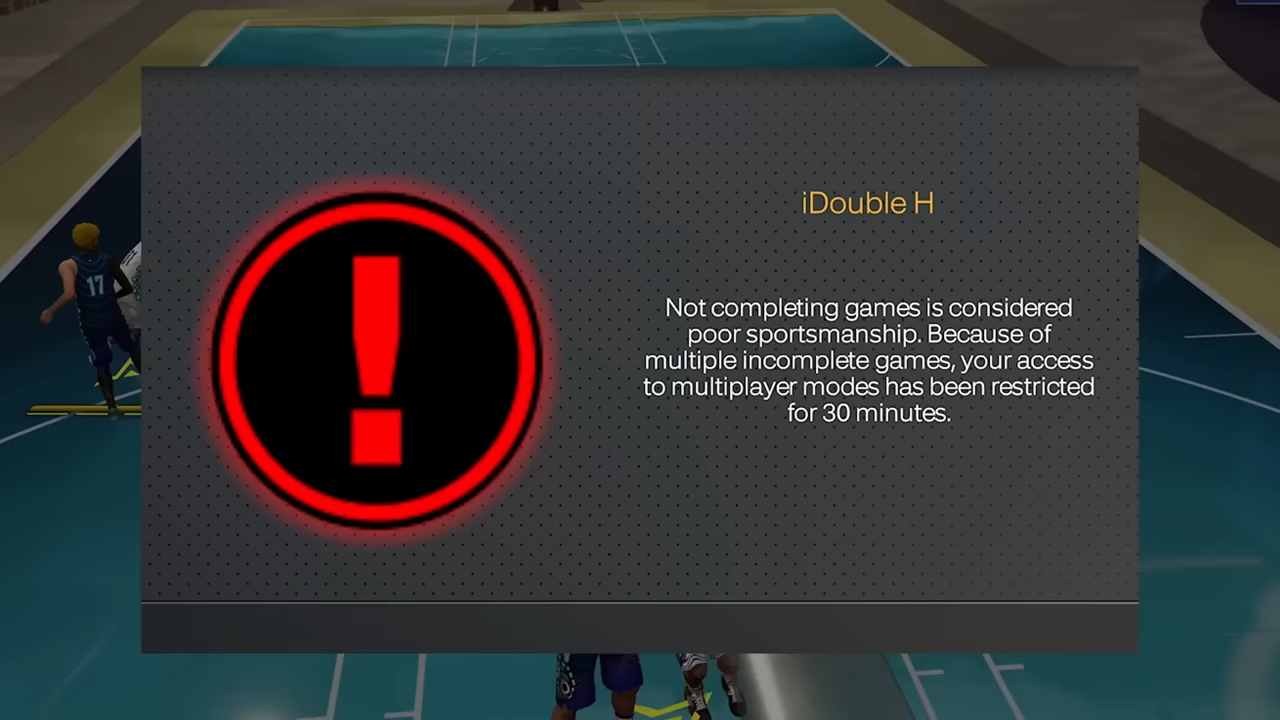 iDouble H
Not completing games is considered
poor sportsmanship. Because of
multiple incomplete games, your access
to multiplayer modes has been restricted
for 30 minutes.
17